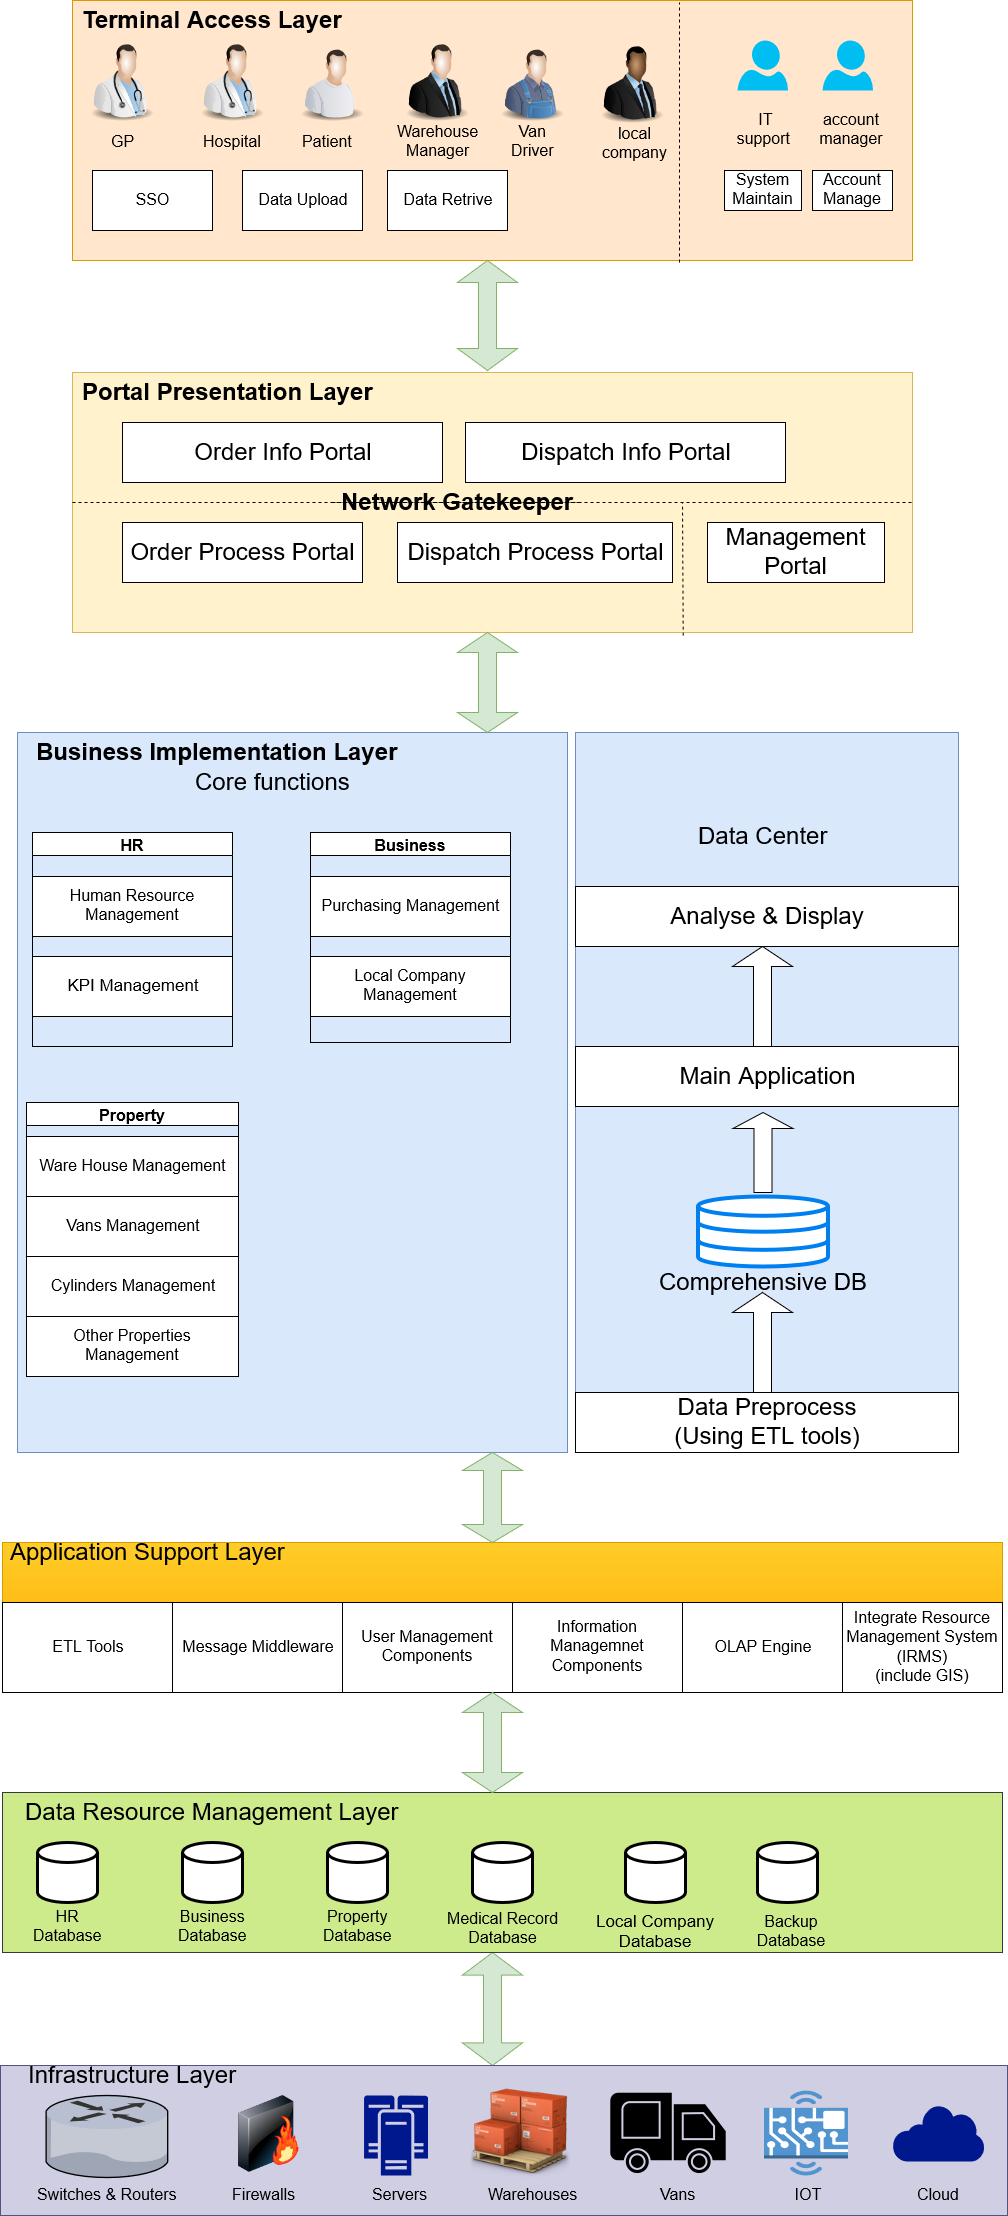 Terminal Access Layer
GP
Hospital
Patient
Warehouse
Manager
Van
Driver
local
company
IT
support
account
manager
SSO
Data Upload
Data Retrive
System
Maintain
Account
Manage
Portal Presentation Layer
Order Info Portal
Dispatch Info Portal
Network Gatekeeper
Order Process Portal
Dispatch Process Portal
Management
Portal
Business Implementation Layer
Core functions
HR
Human Resource
Management
KPI Management
Business
Purchasing Management
Local Company
Management
Property
Ware House Management
Vans Management
Cylinders Management
Other Properties
Management
Data Center
Analyse & Display
Main Application
Comprehensive DB
Data Preprocess
(Using ETL tools)
Application Support Layer
ETL Tools
Message Middleware
User Management
Components
Information
Managemnet
Components
OLAP Engine
Integrate Resource
Management System
(IRMS)
(include GIS)
Data Resource Management Layer
HR
Database
Business
Database
Property
Database
Medical Record
Database
Local Company
Database
Backup
Database
Infrastructure Layer
Switches & Routers
Firewalls
Servers
Warehouses
Vans
IOT
Cloud